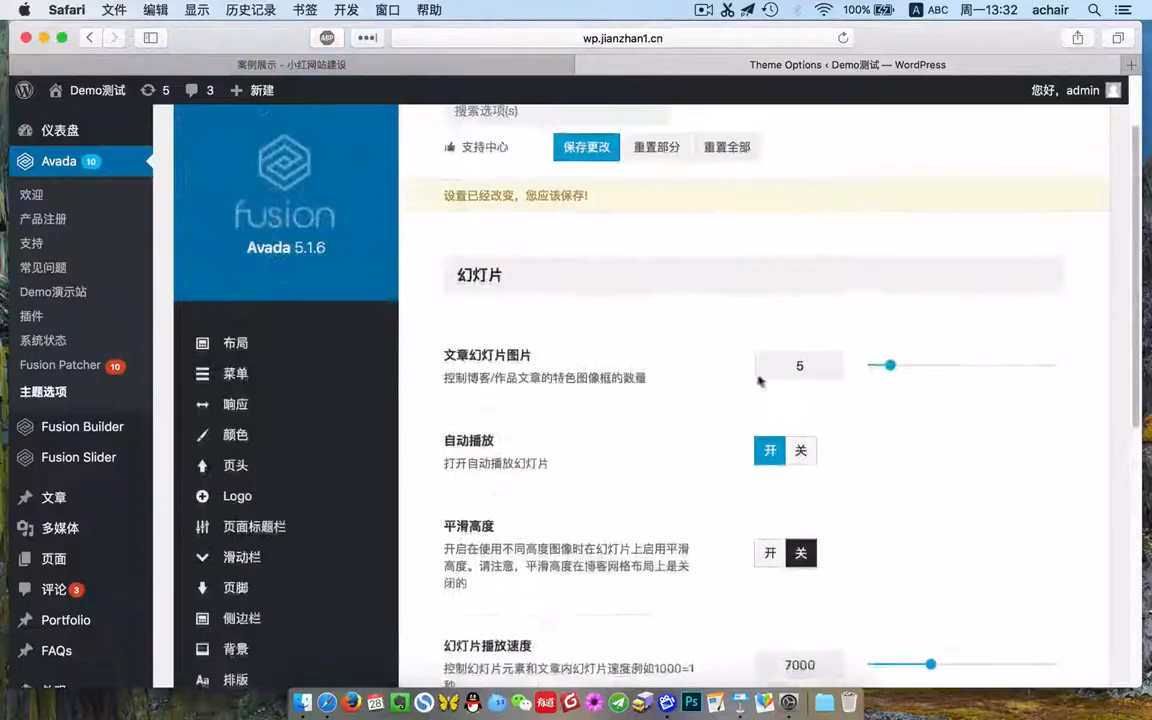 Safari 文件 编辑 显示 历史记录 书签 开发 窗口 帮助 100% A ABC 周一13:32 achair
ABP wp.jianzhan1.cn
案例展示 - 小红网站建设 Theme Options ‹ Demo测试 — WordPress
Demo测试 5 3 新建 您好，admin
仪表盘
Avada 10
欢迎
产品注册
支持
常见问题
Demo演示站
插件
系统状态
Fusion Patcher 10
主题选项
Fusion Builder
Fusion Slider
文章
多媒体
页面
评论 3
Portfolio
FAQs
fusion
Avada 5.1.6
布局
菜单
响应
颜色
页头
Logo
页面标题栏
滑动栏
页脚
侧边栏
背景
Aa 排版
搜索选项(s)
支持中心 保存更改 重置部分 重置全部
设置已经改变，您应该保存!
幻灯片
文章幻灯片图片
控制博客/作品文章的特色图像框的数量
5
自动播放
打开自动播放幻灯片
开 关
平滑高度
开启在使用不同高度图像时在幻灯片上启用平滑
高度。请注意，平滑高度在博客网格布局上是关
闭的
开 关
幻灯片播放速度
控制幻灯片元素和文章内幻灯片速度例如1000=1
秒
7000
28
有道
Ps